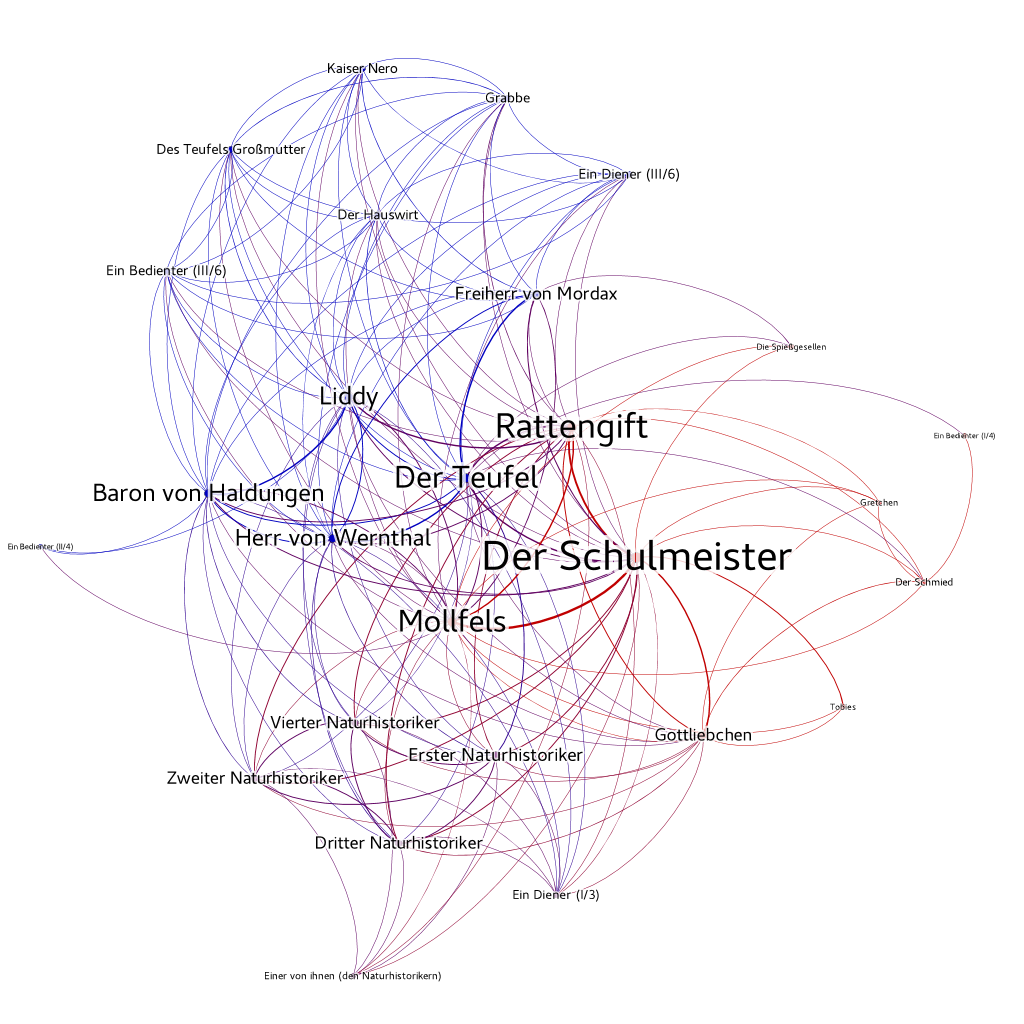 Kaiser Nero
Grabbe
Des Teufels Großmutter
Ein Diener (III/6)
Der Hauswirt
Ein Bedienter (III/6)
Freiherr von Mordax
Die Spießgesellen
Liddy
Rattengift
Ein Bedienter (I/4)
Der Teufel
Baron von Haldungen
Gretchen
Herr von Wernthal
Ein Bedienter (II/4)
Der Schulmeister
Der Schmied
Mollfels
Tobies
Vierter Naturhistoriker
Gottliebchen
Erster Naturhistoriker
Zweiter Naturhistoriker
Dritter Naturhistoriker
Ein Diener (I/3)
Einer von ihnen (den Naturhistorikern)